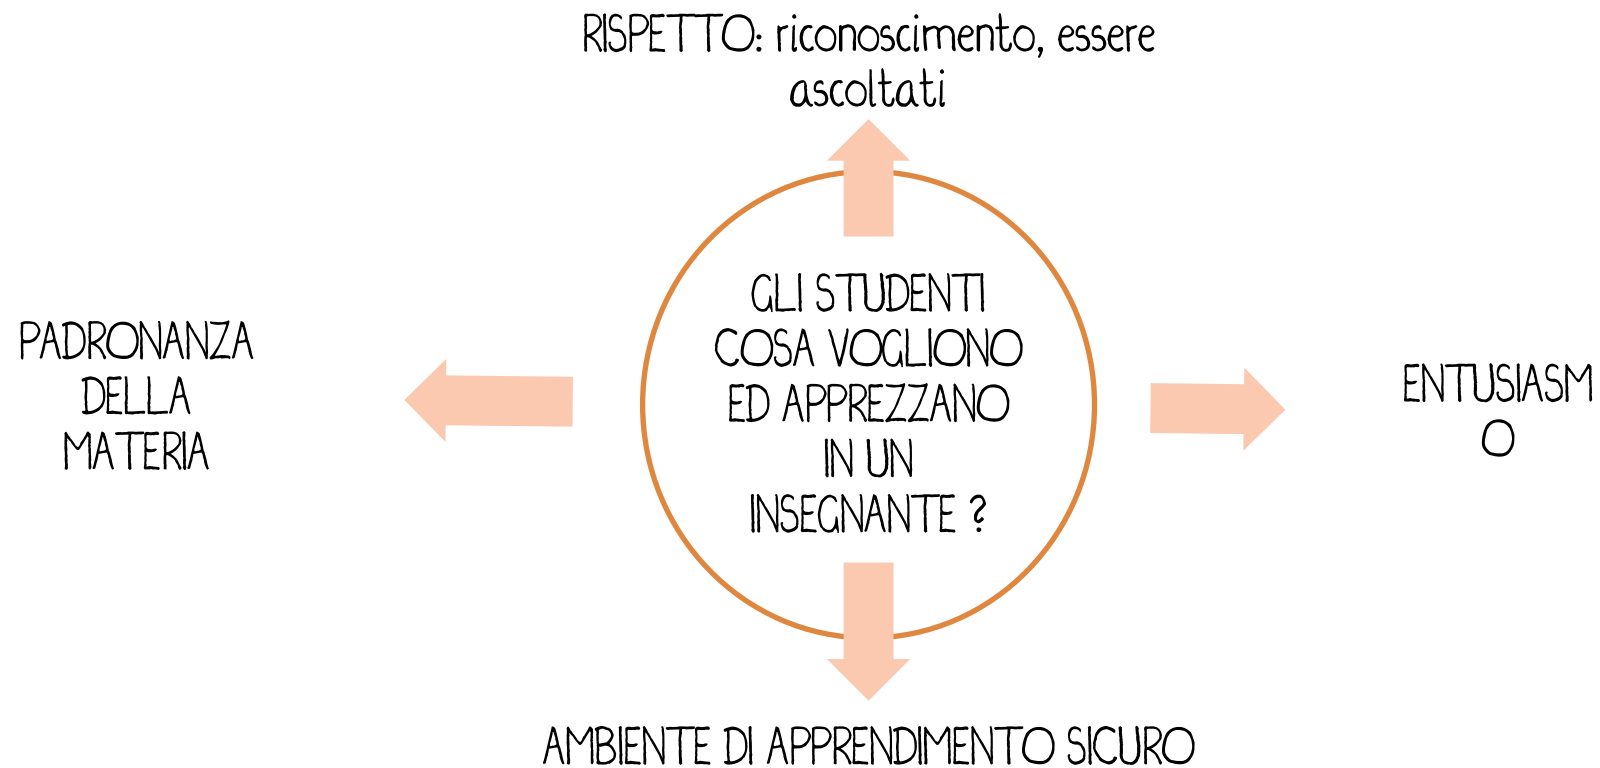 RISPETTO: riconoscimento, essere
ascoltati
GLI STUDENTI
COSA VOGLIONO
ED APPREZZANO
IN UN
INSEGNANTE ?
PADRONANZA
DELLA
MATERIA
ENTUSIASM
O
AMBIENTE DI APPRENDIMENTO SICURO